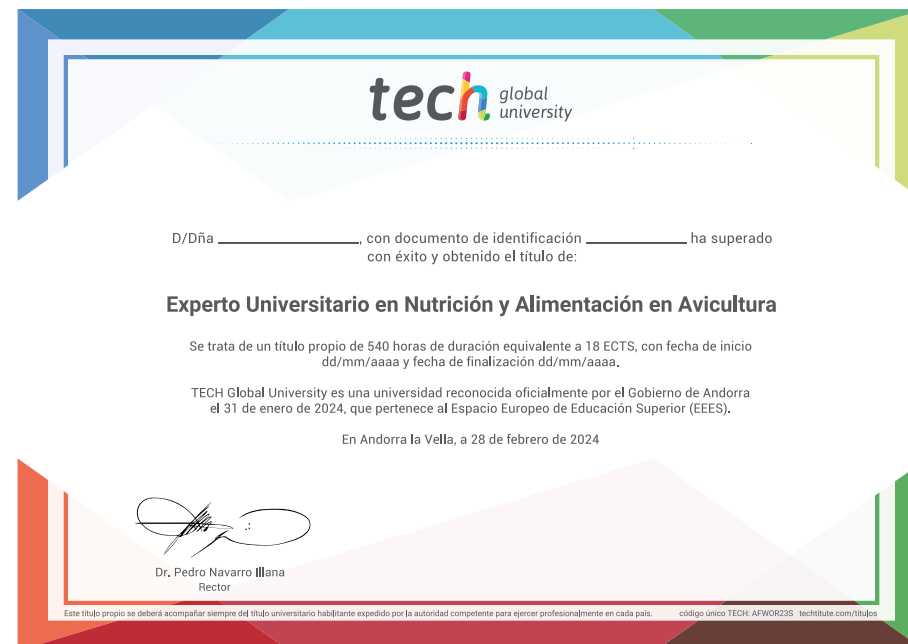 tech global
university
D/Dña ______________, con documento de identificación __________ ha superado
con éxito y obtenido el título de:
Experto Universitario en Nutrición y Alimentación en Avicultura
Se trata de un título propio de 540 horas de duración equivalente a 18 ECTS, con fecha de inicio
dd/mm/aaaa y fecha de finalización dd/mm/aaaa.
TECH Global University es una universidad reconocida oficialmente por el Gobierno de Andorra
el 31 de enero de 2024, que pertenece al Espacio Europeo de Educación Superior (EEES).
En Andorra la Vella, a 28 de febrero de 2024
Dr. Pedro Navarro Illana
Rector
Este título propio se deberá acompañar siempre del título universitario habilitante expedido por la autoridad competente para ejercer profesionalmente en cada país. código único TECH: AFWOR23S techtitute.com/titulos